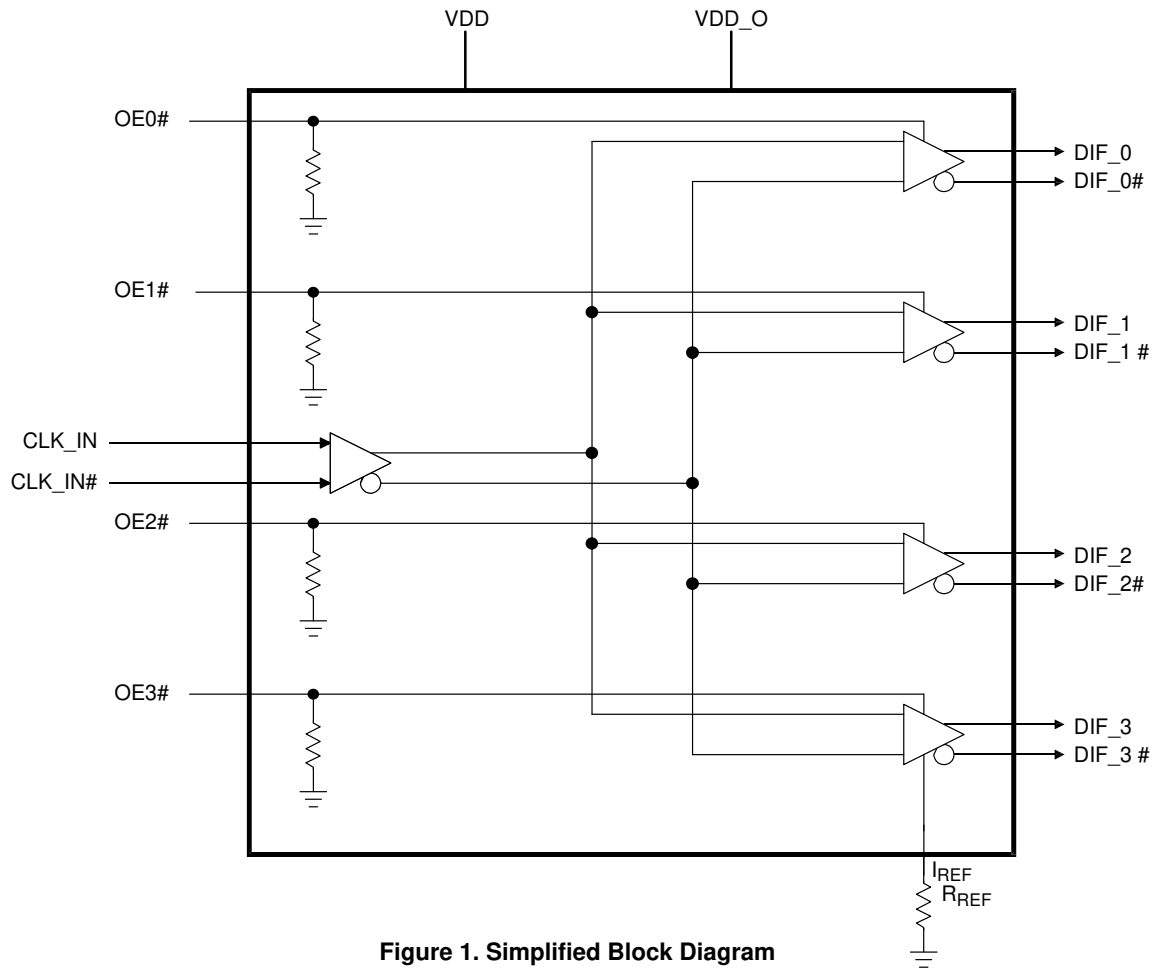 VDD
VDD_O
OE0#
DIF_0
DIF_0#
OE1#
DIF_1
DIF_1 #
CLK_IN
CLK_IN#
OE2#
DIF_2
DIF_2#
OE3#
DIF_3
DIF_3 #
IREF
RREF
Figure 1. Simplified Block Diagram